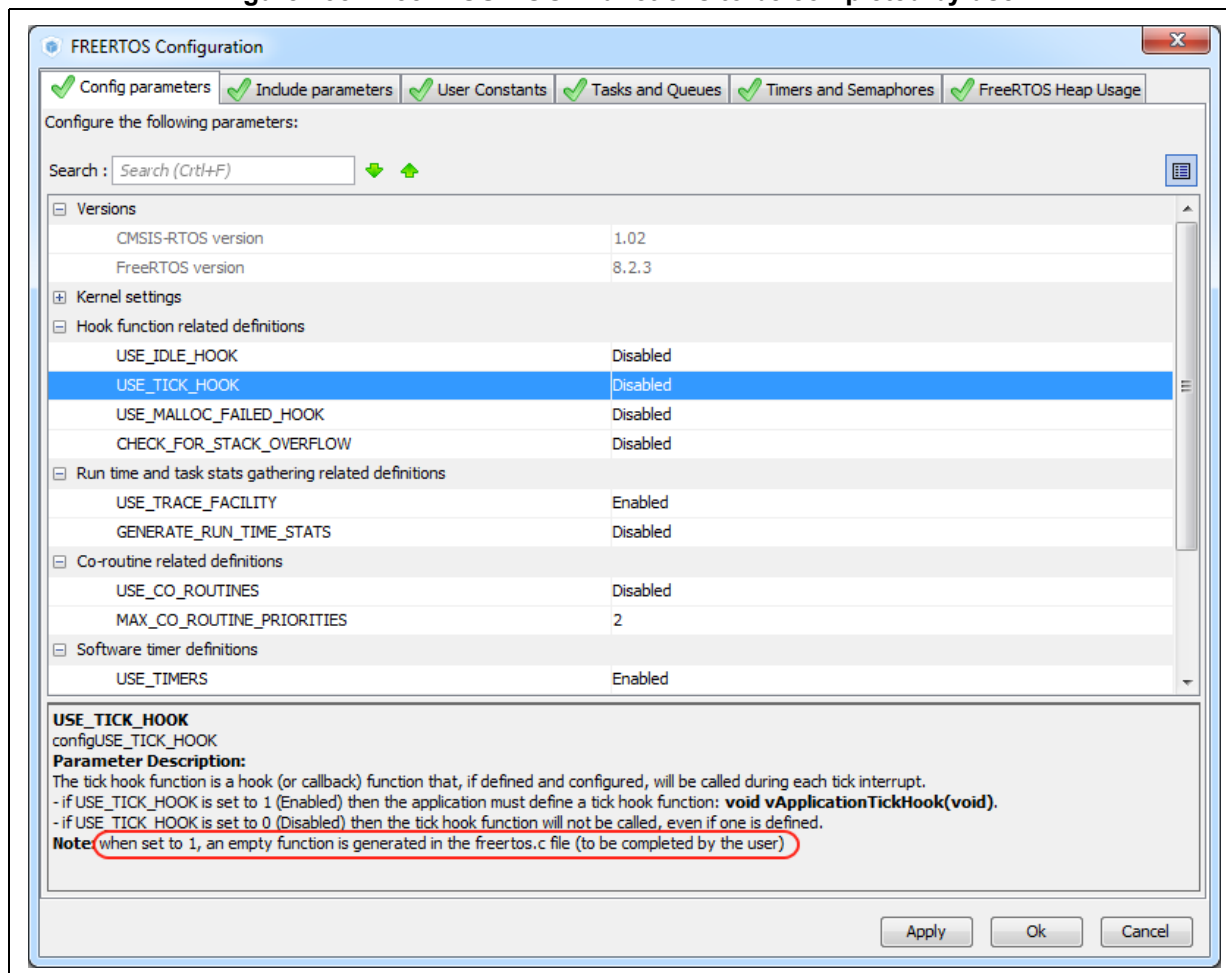 FREERTOS Configuration
Config parameters Include parameters User Constants Tasks and Queues Timers and Semaphores FreeRTOS Heap Usage
Configure the following parameters:
Search : Search (Crtl+F)
Versions
CMSIS-RTOS version 1.02
FreeRTOS version 8.2.3
Kernel settings
Hook function related definitions
USE_IDLE_HOOK Disabled
USE_TICK_HOOK Disabled
USE_MALLOC_FAILED_HOOK Disabled
CHECK_FOR_STACK_OVERFLOW Disabled
Run time and task stats gathering related definitions
USE_TRACE_FACILITY Enabled
GENERATE_RUN_TIME_STATS Disabled
Co-routine related definitions
USE_CO_ROUTINES Disabled
MAX_CO_ROUTINE_PRIORITIES 2
Software timer definitions
USE_TIMERS Enabled
USE_TICK_HOOK
configUSE_TICK_HOOK
Parameter Description:
The tick hook function is a hook (or callback) function that, if defined and configured, will be called during each tick interrupt.
- if USE_TICK_HOOK is set to 1 (Enabled) then the application must define a tick hook function: void vApplicationTickHook(void).
- if USE_TICK_HOOK is set to 0 (Disabled) then the tick hook function will not be called, even if one is defined.
Note: when set to 1, an empty function is generated in the freertos.c file (to be completed by the user)
Apply Ok Cancel